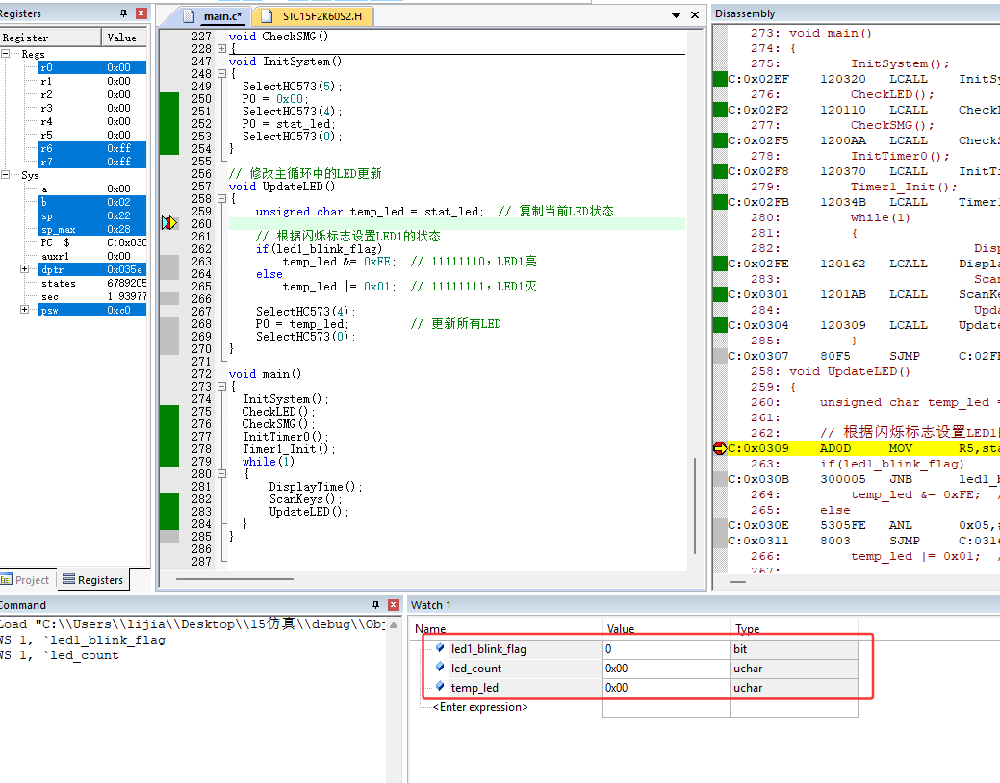 Registers
Register Value
Regs
r0 0x00
r1 0x00
r2 0x00
r3 0x00
r4 0x00
r5 0x00
r6 0xff
r7 0xff
Sys
a 0x00
b 0x02
sp 0x22
sp_max 0x28
PC $ C:0x030
auxr1 0x00
dptr 0x035e
states 6789205
sec 1.93977
psw 0xc0
Project Registers
main.c* STC15F2K60S2.H
227 void CheckSMG()
228 {
247 void InitSystem()
248 {
249 SelectHC573(5);
250 P0 = 0x00;
251 SelectHC573(4);
252 P0 = stat_led;
253 SelectHC573(0);
254 }
255
256 // 修改主循环中的LED更新
257 void UpdateLED()
258 {
259 unsigned char temp_led = stat_led; // 复制当前LED状态
260
261 // 根据闪烁标志设置LED1的状态
262 if(led1_blink_flag)
263 temp_led &= 0xFE; // 11111110，LED1亮
264 else
265 temp_led |= 0x01; // 11111111，LED1灭
266
267 SelectHC573(4);
268 P0 = temp_led; // 更新所有LED
269 SelectHC573(0);
270 }
271
272 void main()
273 {
274 InitSystem();
275 CheckLED();
276 CheckSMG();
277 InitTimer0();
278 Timer1_Init();
279 while(1)
280 {
281 DisplayTime();
282 ScanKeys();
283 UpdateLED();
284 }
285 }
286
287
Disassembly
273: void main()
274: {
275: InitSystem();
C:0x02EF 120320 LCALL InitSy
276: CheckLED();
C:0x02F2 120110 LCALL Check
277: CheckSMG();
C:0x02F5 1200AA LCALL CheckS
278: InitTimer0();
C:0x02F8 120370 LCALL InitTi
279: Timer1_Init();
C:0x02FB 12034B LCALL Timer1
280: while(1)
281: {
282: Disp
C:0x02FE 120162 LCALL Displa
283: Scan
C:0x0301 1201AB LCALL ScanKe
284: Upda
C:0x0304 120309 LCALL Update
285: }
C:0x0307 80F5 SJMP C:02F
258: void UpdateLED()
259: {
260: unsigned char temp_led =
261:
262: // 根据闪烁标志设置LED1的
C:0x0309 AD0D MOV R5,sta
263: if(led1_blink_flag)
C:0x030B 300005 JNB led1_b
264: temp_led &= 0xFE; /
265: else
C:0x030E 5305FE ANL 0x05,#
C:0x0311 8003 SJMP C:0316
266: temp_led |= 0x01; /
267:
Command
Load "C:\\Users\\lijia\\Desktop\\15仿真\\debug\\Obj
WS 1, `led1_blink_flag
WS 1, `led_count
Watch 1
Name Value Type
led1_blink_flag 0 bit
led_count 0x00 uchar
temp_led 0x00 uchar
<Enter expression>